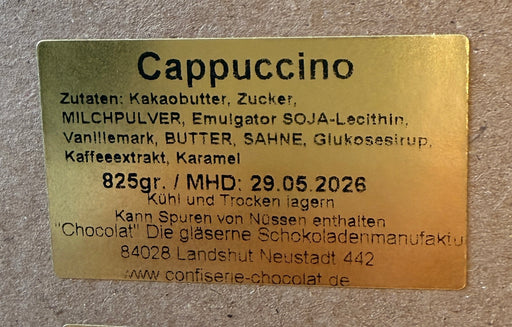 Cappuccino
Zutaten: Kakaobutter, Zucker,
MILCHPULVER, Emulgator SOJA-Lecithin,
Vanillemark, BUTTER, SAHNE, Glukosesirup,
Kaffeeextrakt, Karamel
825gr. / MHD: 29.05.2026
Kühl und Trocken lagern
Kann Spuren von Nüssen enthalten
"Chocolat" Die gläserne Schokoladenmanufaktu
84028 Landshut Neustadt 442
www.confiserie-chocolat.de